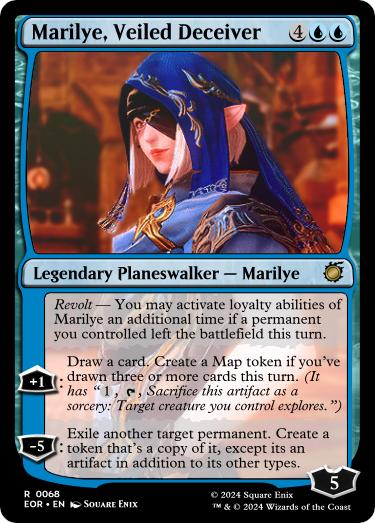 Marilye, Veiled Deceiver 4
Legendary Planeswalker — Marilye
Revolt — You may activate loyalty abilities of
Marilye an additional time if a permanent
you controlled left the battlefield this turn.
+1: Draw a card. Create a Map token if you've
drawn three or more cards this turn. (It
has "1, , Sacrifice this artifact as a
sorcery: Target creature you control explores.")
-5: Exile another target permanent. Create a
token that's a copy of it, except its an
artifact in addition to its other types.
5
R 0068
EOR • EN SQUARE ENIX
© 2024 Square Enix
™ & © 2024 Wizards of the Coast